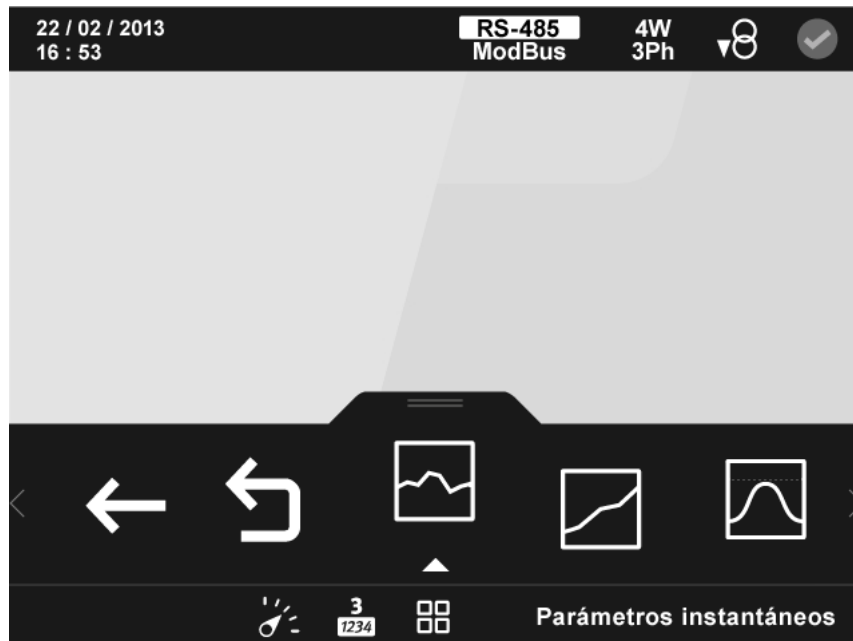 22 / 02 / 2013
16 : 53
RS-485
ModBus
4W
3Ph
3
1234
Parámetros instantáneos